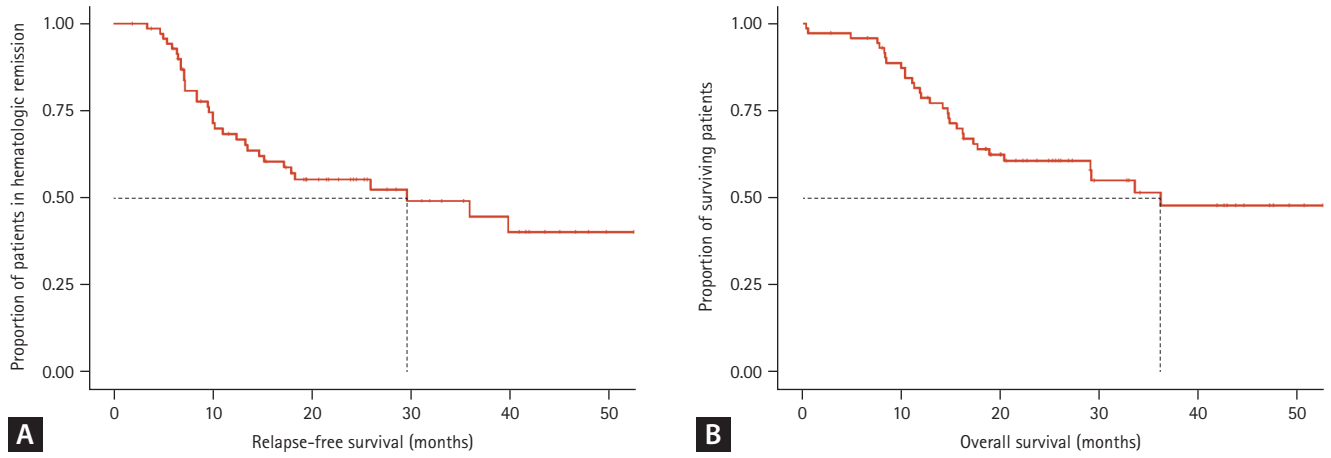 Proportion of patients in hematologic remission
1.00
0.75
0.50
0.25
0.00
0 10 20 30 40 50
Relapse-free survival (months)
A
Proportion of surviving patients
1.00
0.75
0.50
0.25
0.00
0 10 20 30 40 50
Overall survival (months)
B